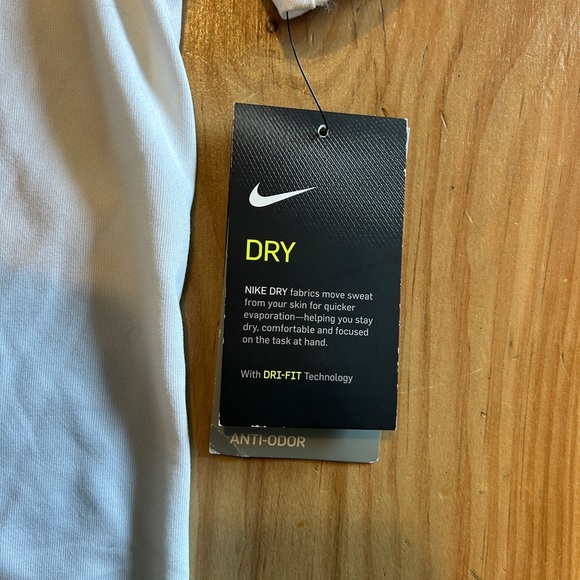 DRY
NIKE DRY fabrics move sweat
from your skin for quicker
evaporation—helping you stay
dry, comfortable and focused
on the task at hand.
With DRI-FIT Technology
ANTI-ODOR